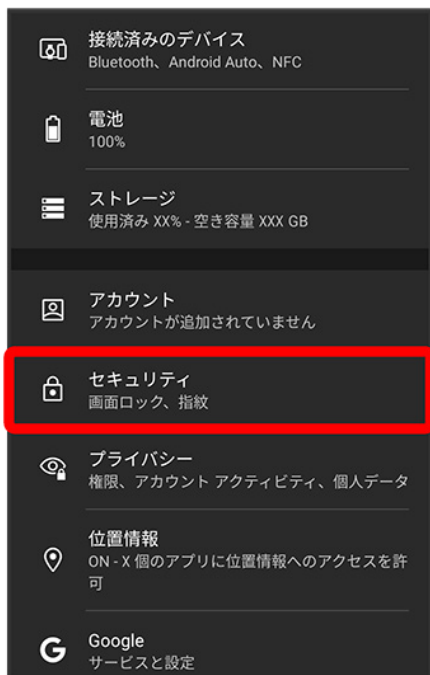 接続済みのデバイス
Bluetooth、Android Auto、NFC
電池
100%
ストレージ
使用済み XX% - 空き容量 XXX GB
アカウント
アカウントが追加されていません
セキュリティ
画面ロック、指紋
プライバシー
権限、アカウント アクティビティ、個人データ
位置情報
ON - X 個のアプリに位置情報へのアクセスを許
可
Google
サービスと設定